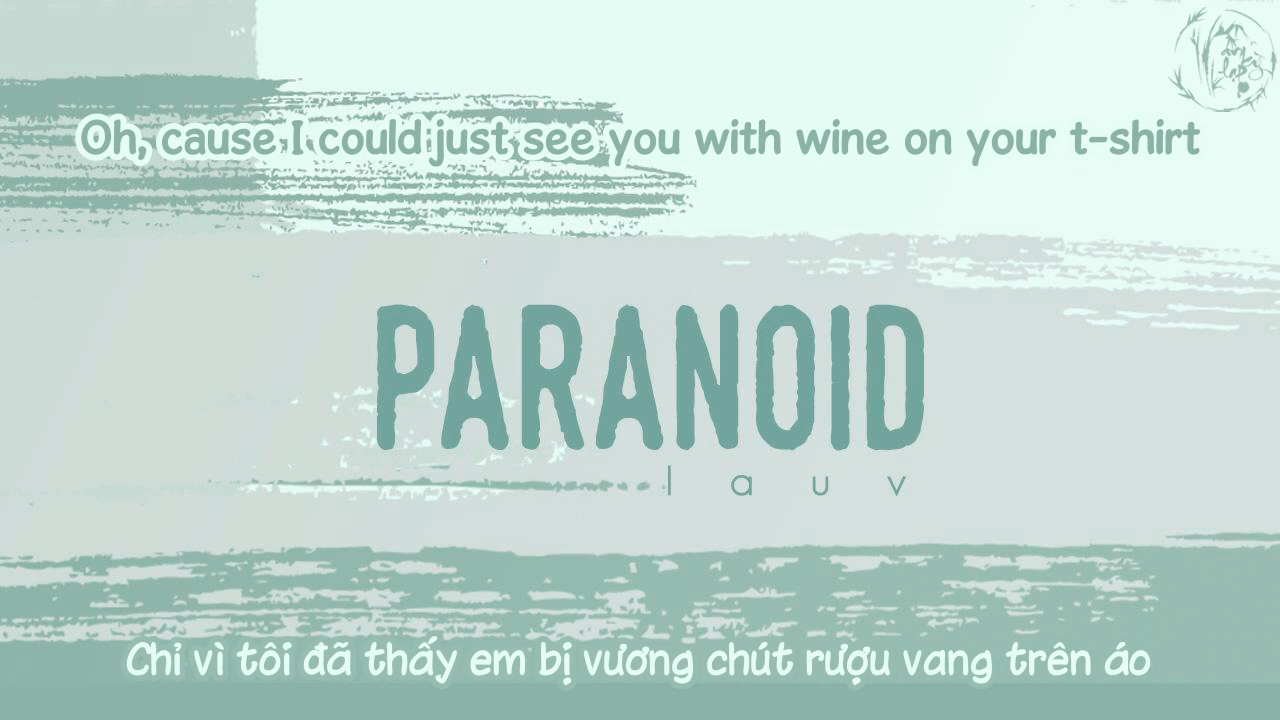 Oh, cause I could just see you with wine on your t-shirt
PARANOID
lauv
Chỉ vì tôi đã thấy em bị vương chút rượu vang trên áo